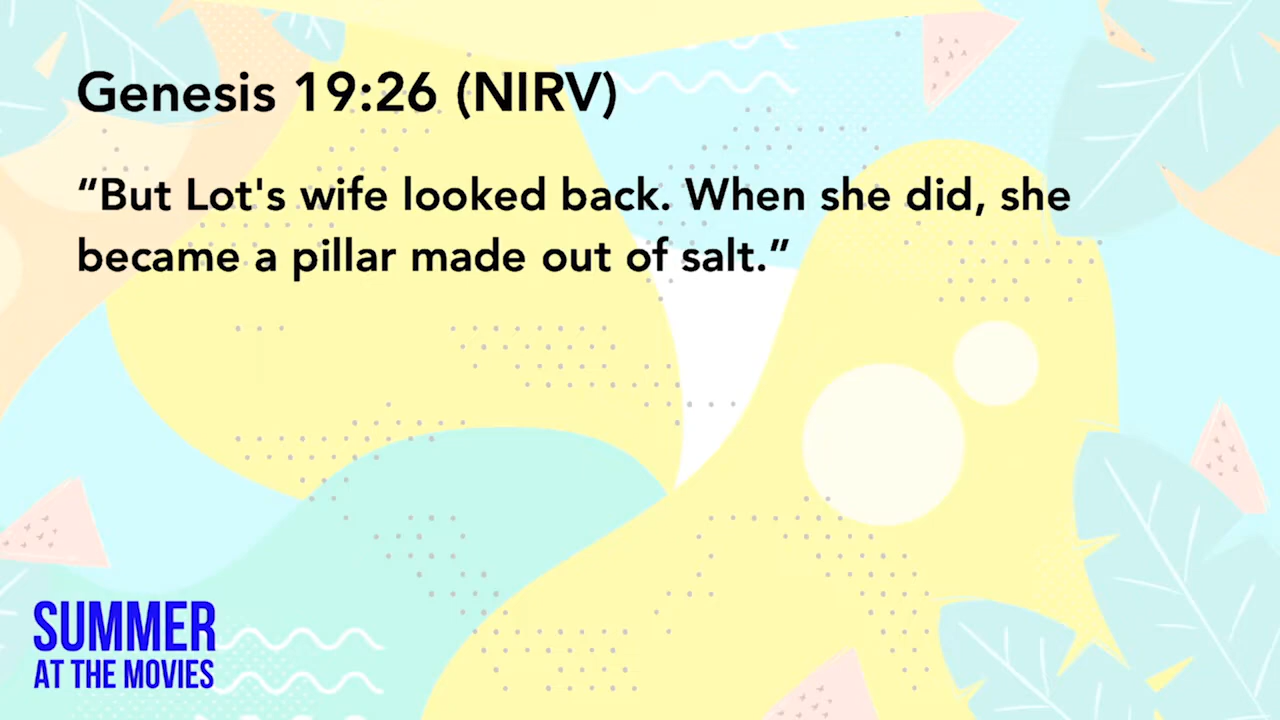 Genesis 19:26 (NIRV)
“But Lot's wife looked back. When she did, she
became a pillar made out of salt.”
SUMMER
AT THE MOVIES